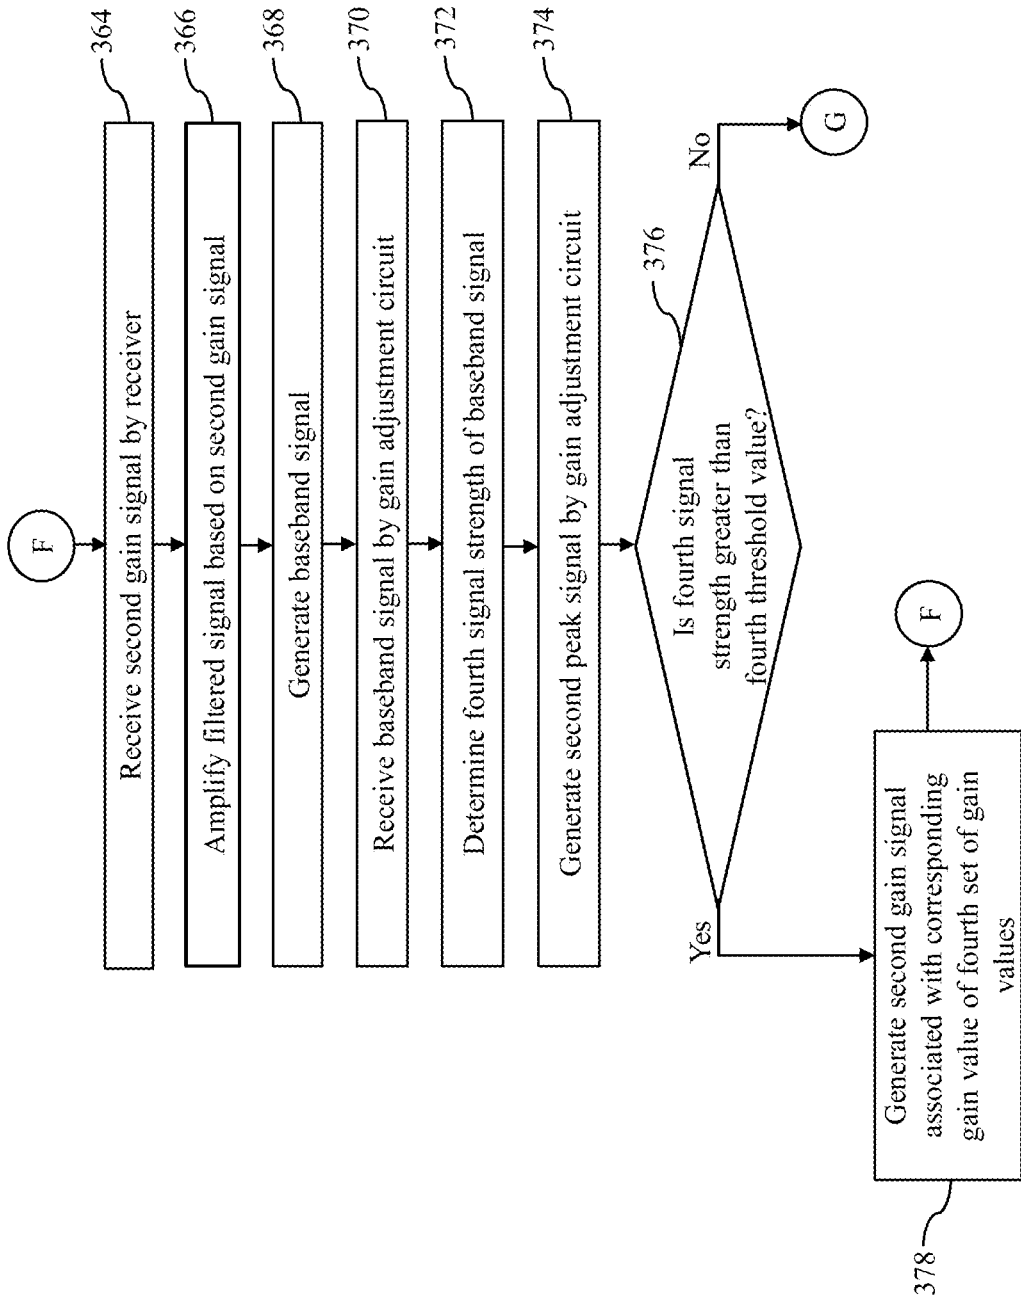 F
Receive second gain signal by receiver
364
Amplify filtered signal based on second gain signal
366
Generate baseband signal
368
Receive baseband signal by gain adjustment circuit
370
Determine fourth signal strength of baseband signal
372
Generate second peak signal by gain adjustment circuit
374
Is fourth signal
strength greater than
fourth threshold value?
376
Yes
No
G
Generate second gain signal
associated with corresponding
gain value of fourth set of gain
values
378
F